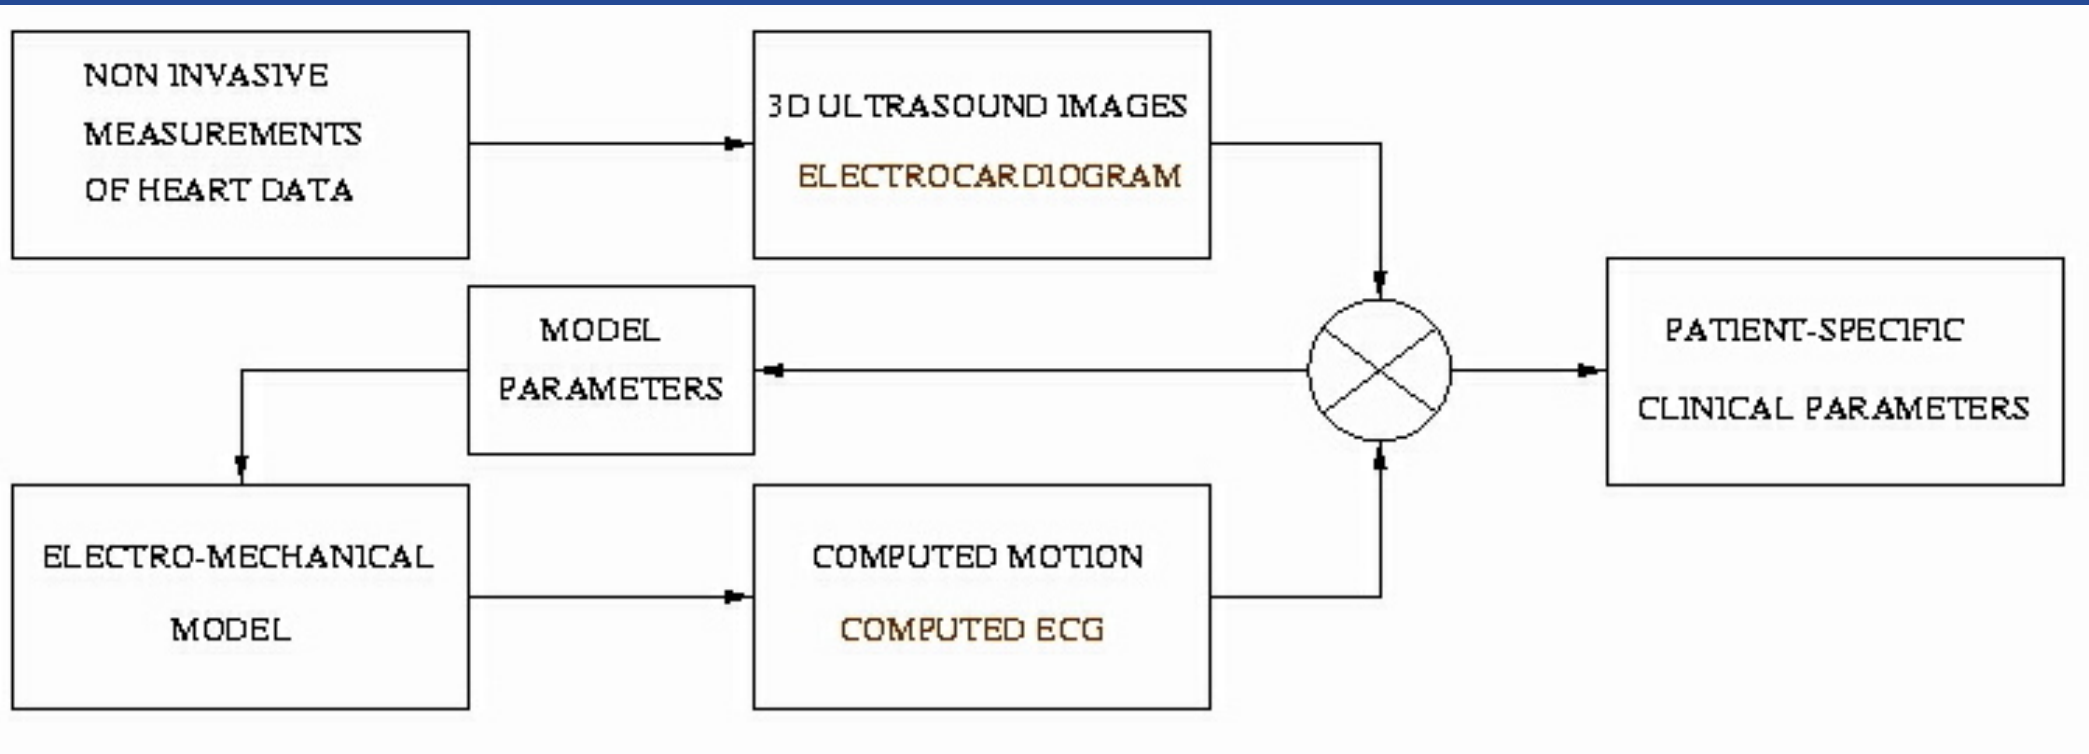 NON INVASIVE
MEASUREMENTS
OF HEART DATA
3D ULTRASOUND IMAGES
ELECTROCARDIOGRAM
MODEL
PARAMETERS
PATIENT-SPECIFIC
CLINICAL PARAMETERS
ELECTRO-MECHANICAL
MODEL
COMPUTED MOTION
COMPUTED ECG